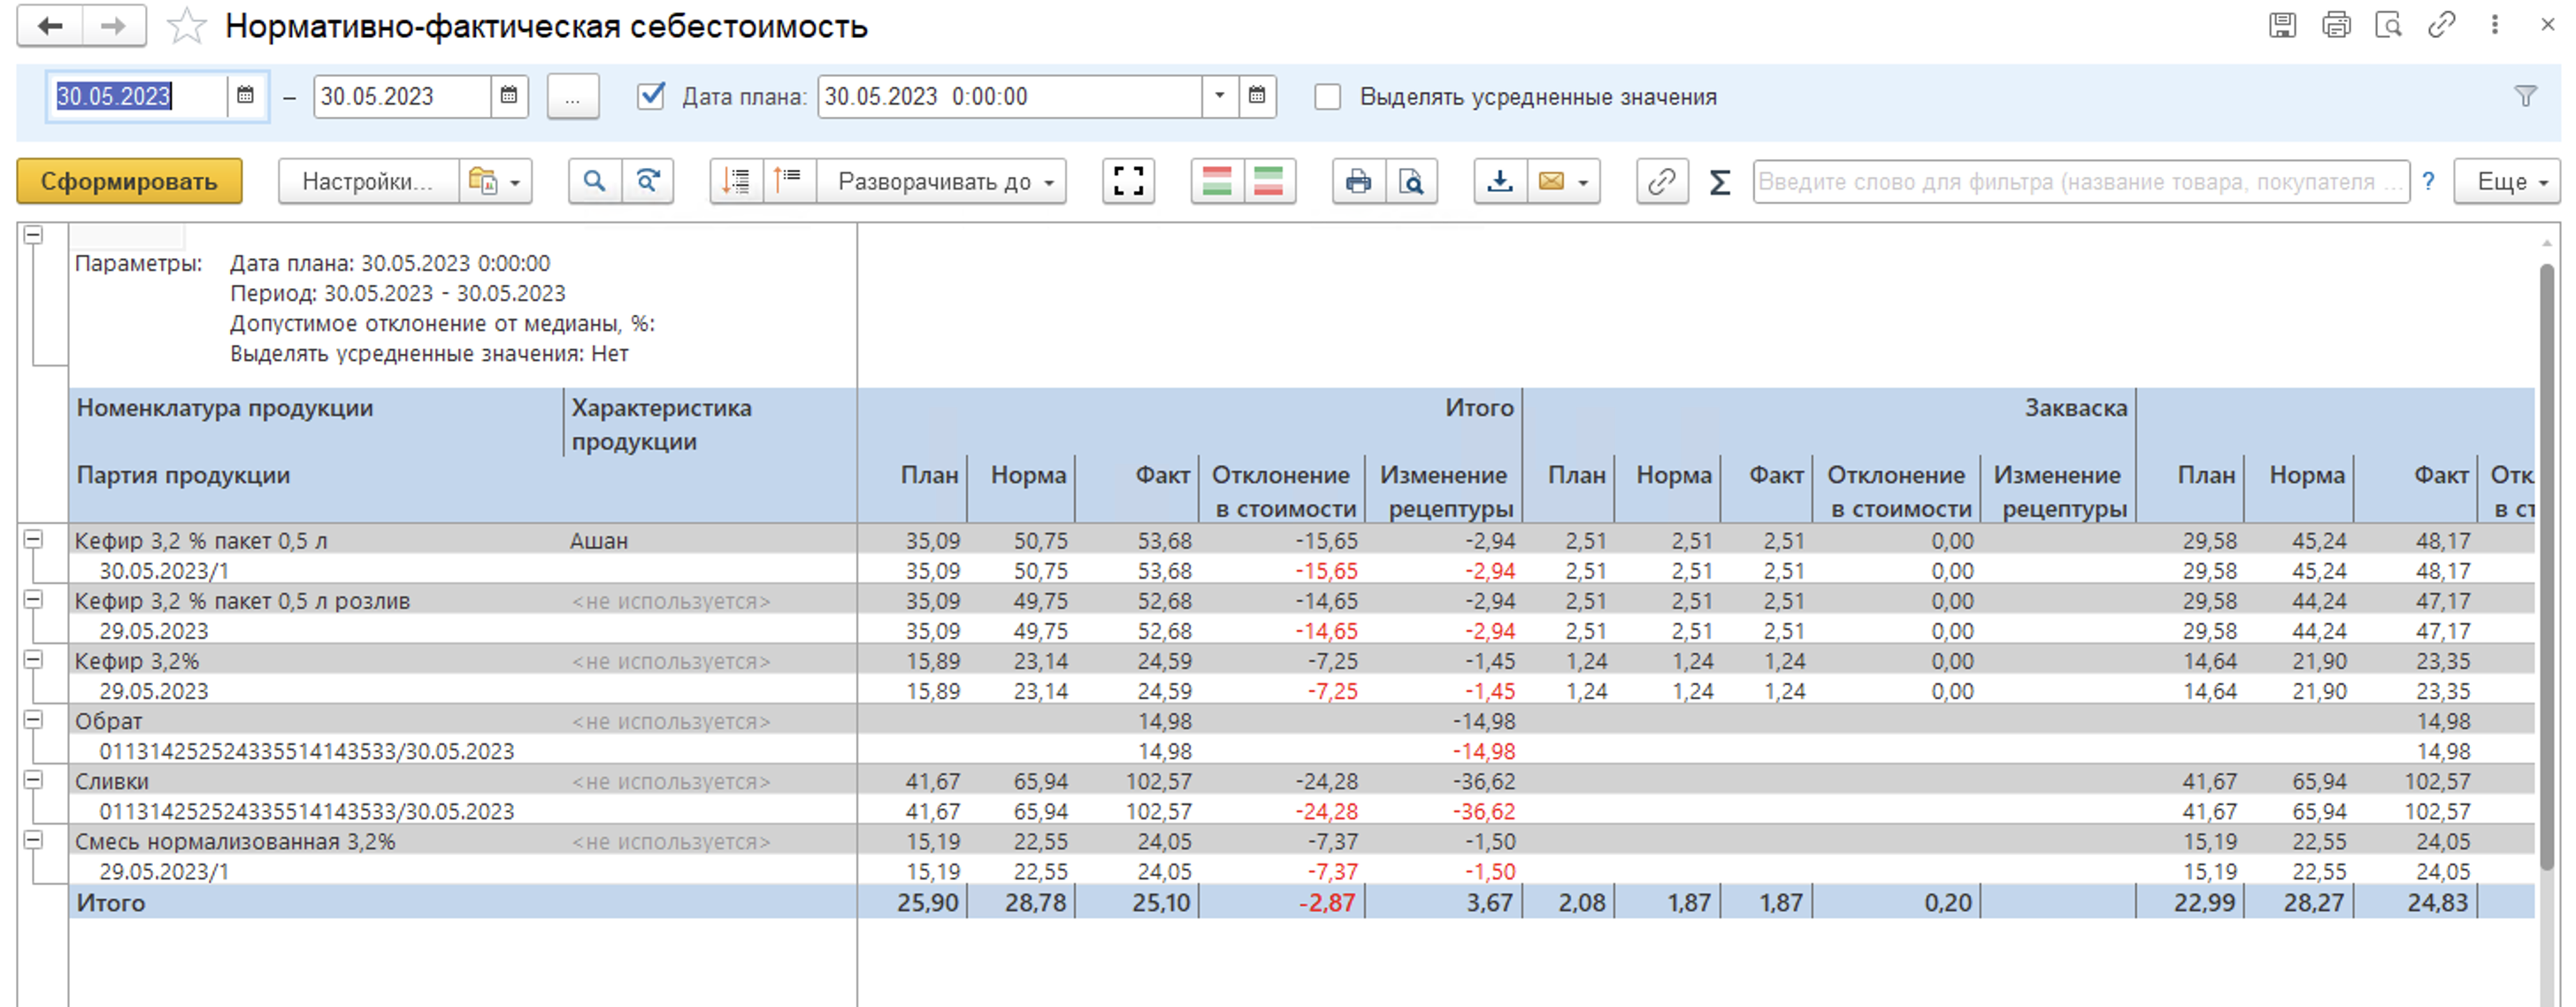 Нормативно-фактическая себестоимость
30.05.2023 – 30.05.2023 ... Дата плана: 30.05.2023 0:00:00 Выделять усредненные значения
Сформировать Настройки... Разворачивать до Σ Введите слово для фильтра (название товара, покупателя ... ? Еще
Параметры: Дата плана: 30.05.2023 0:00:00
Период: 30.05.2023 - 30.05.2023
Допустимое отклонение от медианы, %:
Выделять усредненные значения: Нет
Номенклатура продукции Характеристика продукции Итого Закваска
Партия продукции План Норма Факт Отклонение в стоимости Изменение рецептуры План Норма Факт Отклонение в стоимости Изменение рецептуры План Норма Факт Отк в ст
Кефир 3,2 % пакет 0,5 л Ашан 35,09 50,75 53,68 -15,65 -2,94 2,51 2,51 2,51 0,00 29,58 45,24 48,17
30.05.2023/1 35,09 50,75 53,68 -15,65 -2,94 2,51 2,51 2,51 0,00 29,58 45,24 48,17
Кефир 3,2 % пакет 0,5 л розлив <не используется> 35,09 49,75 52,68 -14,65 -2,94 2,51 2,51 2,51 0,00 29,58 44,24 47,17
29.05.2023 35,09 49,75 52,68 -14,65 -2,94 2,51 2,51 2,51 0,00 29,58 44,24 47,17
Кефир 3,2% <не используется> 15,89 23,14 24,59 -7,25 -1,45 1,24 1,24 1,24 0,00 14,64 21,90 23,35
29.05.2023 15,89 23,14 24,59 -7,25 -1,45 1,24 1,24 1,24 0,00 14,64 21,90 23,35
Обрат <не используется> 14,98 -14,98 14,98
011314252524335514143533/30.05.2023 14,98 -14,98 14,98
Сливки <не используется> 41,67 65,94 102,57 -24,28 -36,62 41,67 65,94 102,57
011314252524335514143533/30.05.2023 41,67 65,94 102,57 -24,28 -36,62 41,67 65,94 102,57
Смесь нормализованная 3,2% <не используется> 15,19 22,55 24,05 -7,37 -1,50 15,19 22,55 24,05
29.05.2023/1 15,19 22,55 24,05 -7,37 -1,50 15,19 22,55 24,05
Итого 25,90 28,78 25,10 -2,87 3,67 2,08 1,87 1,87 0,20 22,99 28,27 24,83